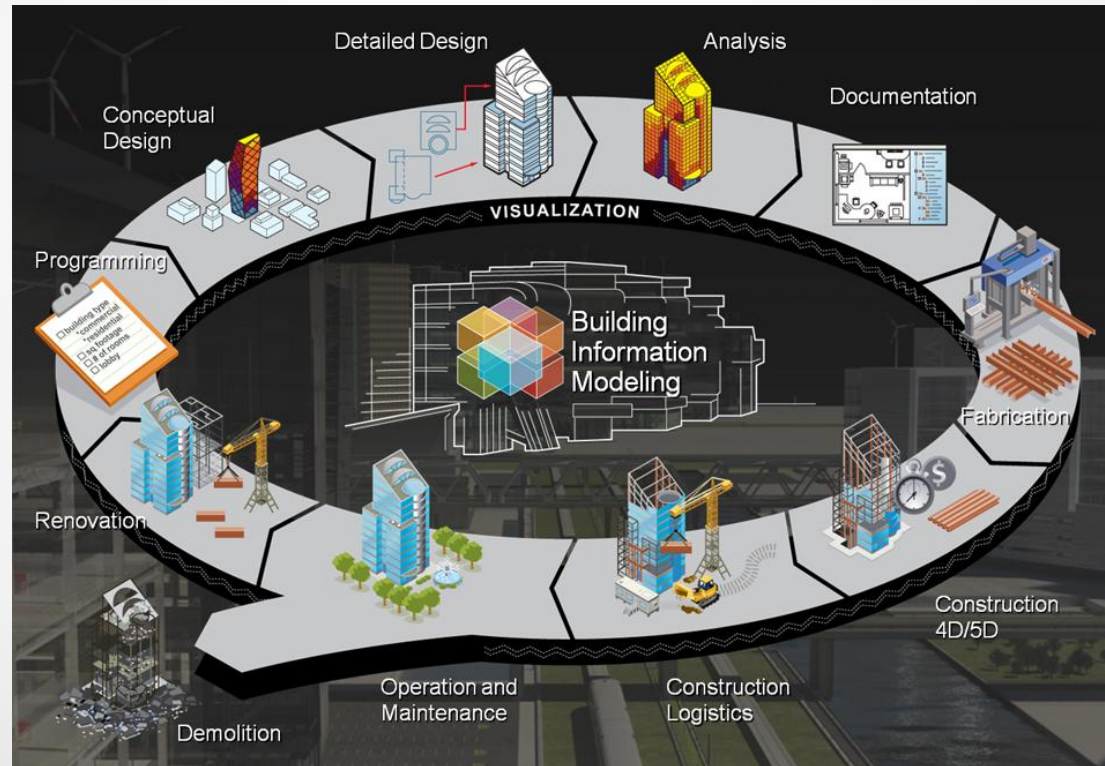 Detailed Design
Analysis
Documentation
Conceptual
Design
VISUALIZATION
Programming
building type
*commercial
*residential
sq footage
# of rooms
lobby
Building
Information
Modeling
Fabrication
$
Renovation
Construction
4D/5D
Operation and
Maintenance
Construction
Logistics
Demolition